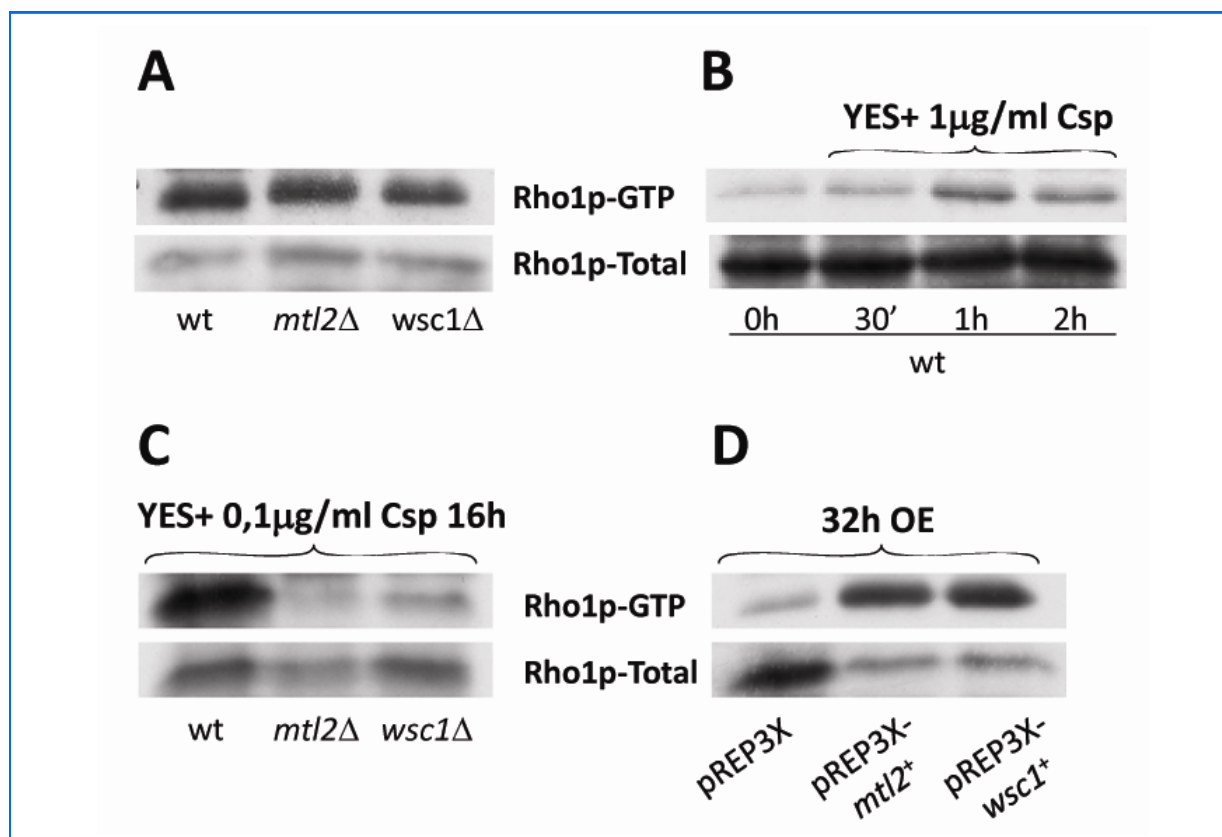 A
Rho1p-GTP
Rho1p-Total
wt mtl2Δ wsc1Δ
B
YES+ 1μg/ml Csp
0h 30’ 1h 2h
wt
C
YES+ 0,1μg/ml Csp 16h
Rho1p-GTP
Rho1p-Total
wt mtl2Δ wsc1Δ
D
32h OE
pREP3X
pREP3X-
mtl2⁺
pREP3X-
wsc1⁺